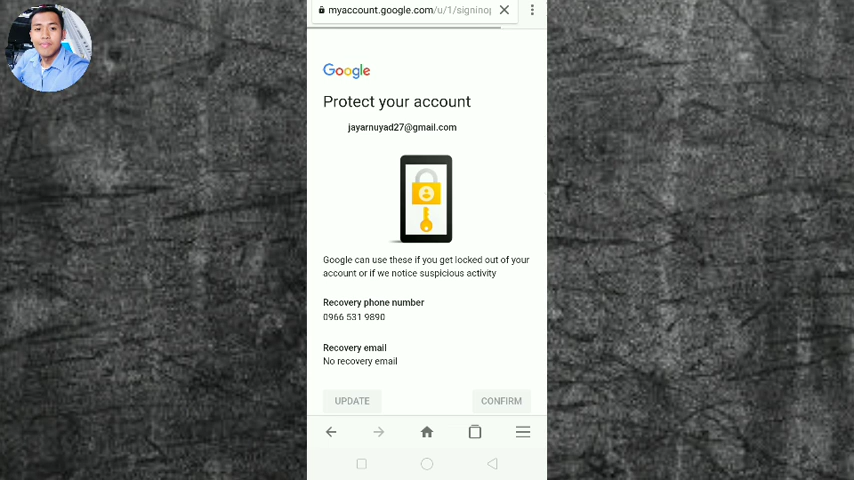 myaccount.google.com/u/1/signinop
Google
Protect your account
jayarnuyad27@gmail.com
Google can use these if you get locked out of your
account or if we notice suspicious activity
Recovery phone number
0966 531 9890
Recovery email
No recovery email
UPDATE CONFIRM